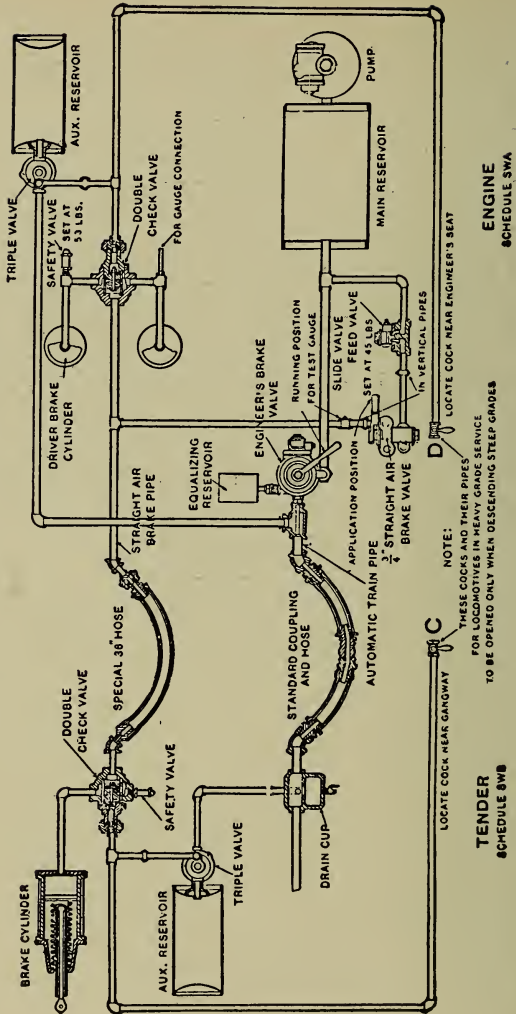 TRIPLE VALVE
AUX. RESERVOIR
SAFETY VALVE
SET AT
53 LBS.
DOUBLE
CHECK VALVE
FOR GAUGE CONNECTION
DRIVER BRAKE
CYLINDER
STRAIGHT AIR
BRAKE PIPE
SPECIAL 36" HOSE
DOUBLE
CHECK VALVE
SAFETY VALVE
BRAKE CYLINDER
AUX. RESERVOIR
TRIPLE VALVE
PUMP
MAIN RESERVOIR
ENGINEER'S BRAKE
VALVE
EQUALIZING
RESERVOIR
RUNNING POSITION
FOR TEST GAUGE
SLIDE VALVE
FEED VALVE
SET AT 45 LBS
APPLICATION POSITION
IN VERTICAL PIPES
3/4" STRAIGHT AIR
BRAKE VALVE
AUTOMATIC TRAIN PIPE
STANDARD COUPLING
AND HOSE
DRAIN CUP
D
LOCATE COCK NEAR ENGINEER'S SEAT
C
LOCATE COCK NEAR GANGWAY
NOTE:
THESE COCKS AND THEIR PIPES
FOR LOCOMOTIVES IN HEAVY GRADE SERVICE
TO BE OPENED ONLY WHEN DESCENDING STEEP GRADES
ENGINE
SCHEDULE SWA
TENDER
SCHEDULE SWB